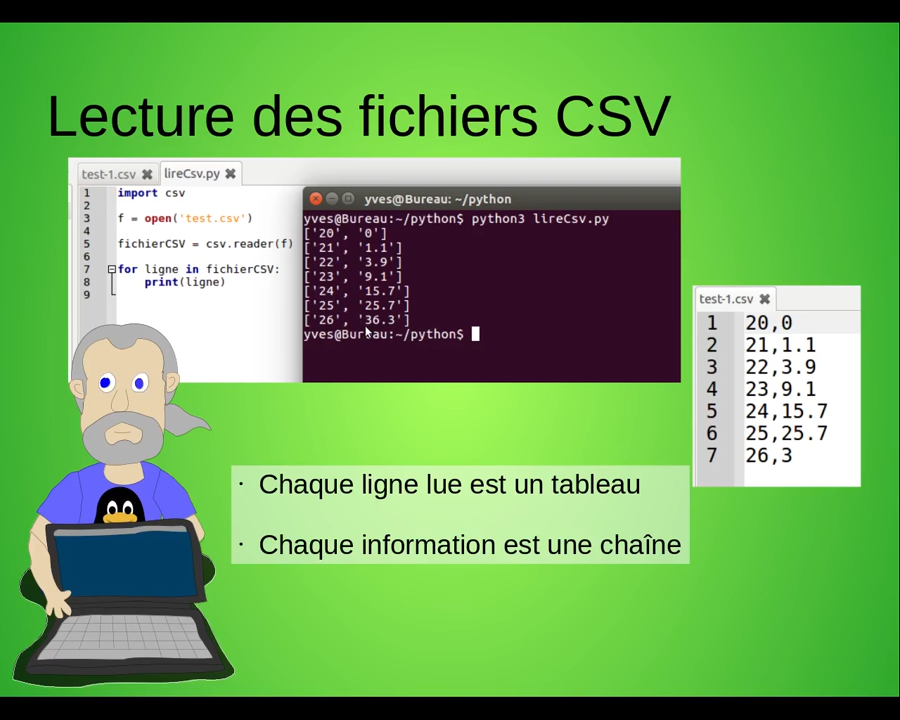 Lecture des fichiers CSV
test-1.csv
lireCsv.py
1 import csv
2
3 f = open('test.csv')
4
5 fichierCSV = csv.reader(f)
6
7 for ligne in fichierCSV:
8 print(ligne)
9
yves@Bureau: ~/python
yves@Bureau:~/python$ python3 lireCsv.py
['20', '0']
['21', '1.1']
['22', '3.9']
['23', '9.1']
['24', '15.7']
['25', '25.7']
['26', '36.3']
yves@Bureau:~/python$
test-1.csv
1 20,0
2 21,1.1
3 22,3.9
4 23,9.1
5 24,15.7
6 25,25.7
7 26,3
· Chaque ligne lue est un tableau
· Chaque information est une chaîne